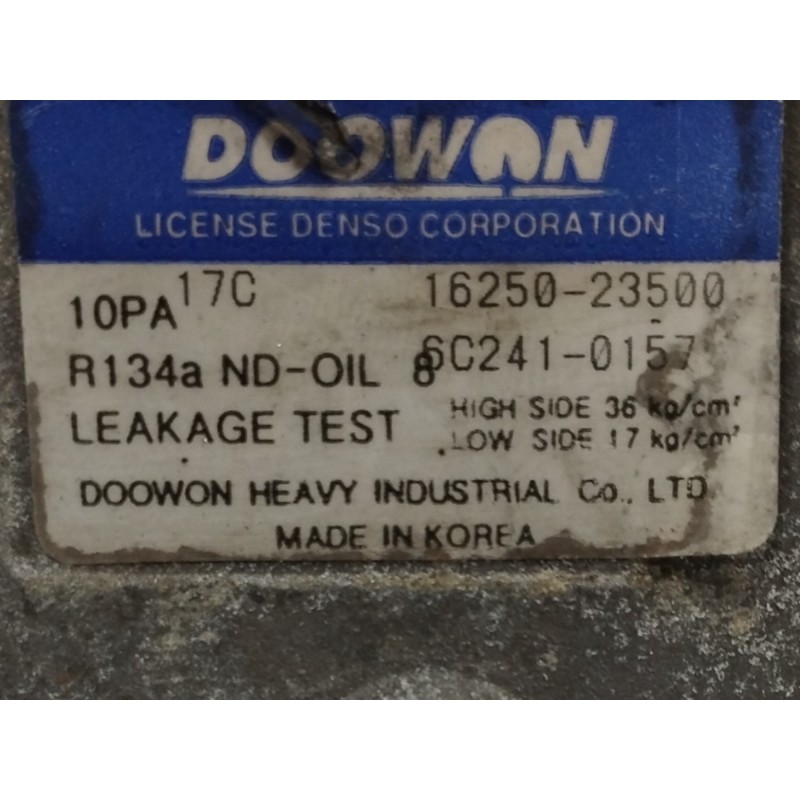 DOOWON
LICENSE DENSO CORPORATION
10PA17C 16250-23500
R134a ND-OIL 8 6C241-0157
LEAKAGE TEST HIGH SIDE 36 kg/cm²
LOW SIDE 17 kg/cm²
DOOWON HEAVY INDUSTRIAL Co., LTD.
MADE IN KOREA